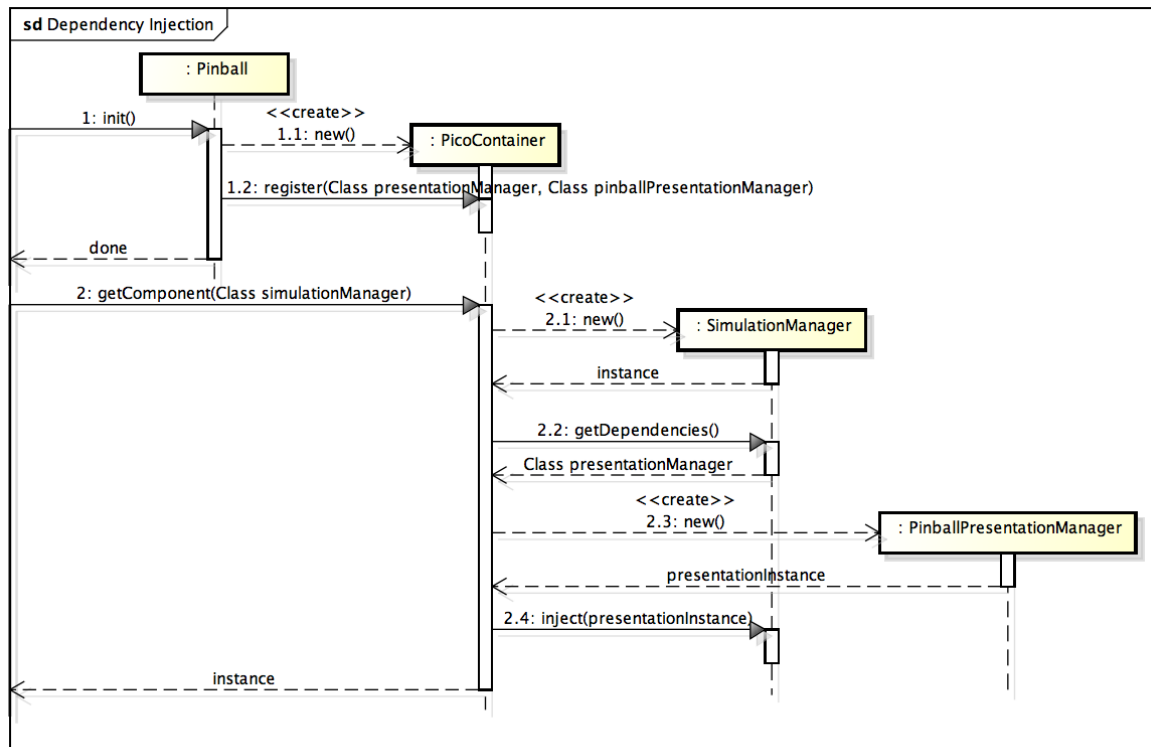 sd Dependency Injection
: Pinball
1: init()
<<create>>
1.1: new()
: PicoContainer
1.2: register(Class presentationManager, Class pinballPresentationManager)
done
2: getComponent(Class simulationManager)
<<create>>
2.1: new()
: SimulationManager
instance
2.2: getDependencies()
Class presentationManager
<<create>>
2.3: new()
: PinballPresentationManager
presentationInstance
2.4: inject(presentationInstance)
instance